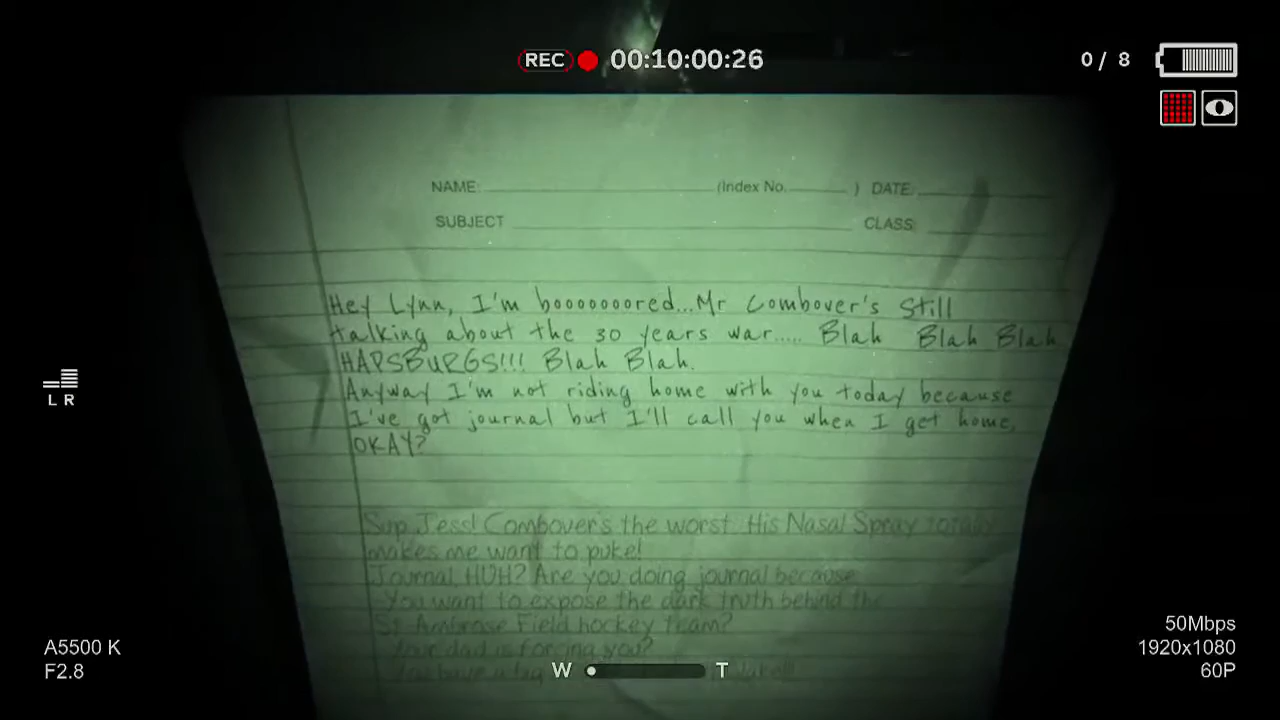 REC 00:10:00:26
0 / 8
NAME: (Index No. ) DATE:
SUBJECT CLASS:
Hey Lynn, I'm booooooored...Mr Combover's Still
talking about the 30 years war..... Blah Blah Blah
HAPSBURGS!!! Blah Blah.
Anyway I'm not riding home with you today because
I've got journal but I'll call you when I get home,
OKAY?
L R
Sup Jess! Combover's the worst. His Nasal Spray totally
makes me want to puke!
Journal, HUH? Are you doing journal because
You want to expose the dark truth behind the
St. Ambrose Field hockey team?
Your dad is forcing you?
You have a big
A5500 K
F2.8
W T
50Mbps
1920x1080
60P